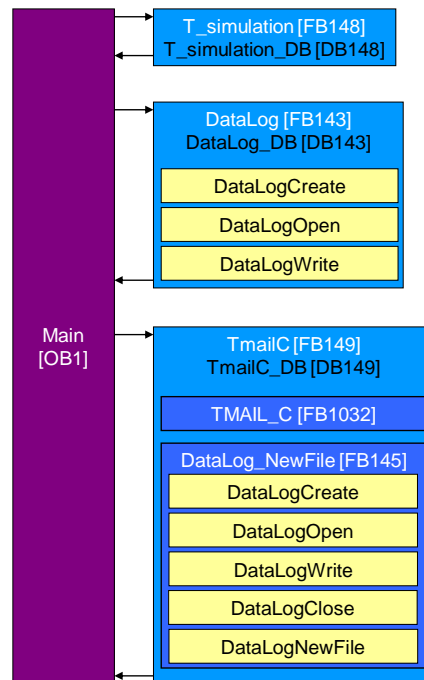 T_simulation [FB148]
T_simulation_DB [DB148]
DataLog [FB143]
DataLog_DB [DB143]
DataLogCreate
DataLogOpen
DataLogWrite
Main
[OB1]
TmailC [FB149]
TmailC_DB [DB149]
TMAIL_C [FB1032]
DataLog_NewFile [FB145]
DataLogCreate
DataLogOpen
DataLogWrite
DataLogClose
DataLogNewFile